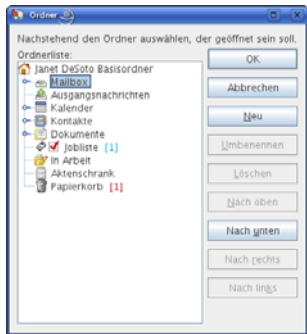 Ordner
Nachstehend den Ordner auswählen, der geöffnet sein soll.
Ordnerliste:
Janet DeSoto Basisordner
Mailbox
Ausgangsnachrichten
Kalender
Kontakte
Dokumente
Jobliste [1]
In Arbeit
Aktenschrank
Papierkorb [1]
OK
Abbrechen
Neu
Umbenennen
Löschen
Nach oben
Nach unten
Nach rechts
Nach links